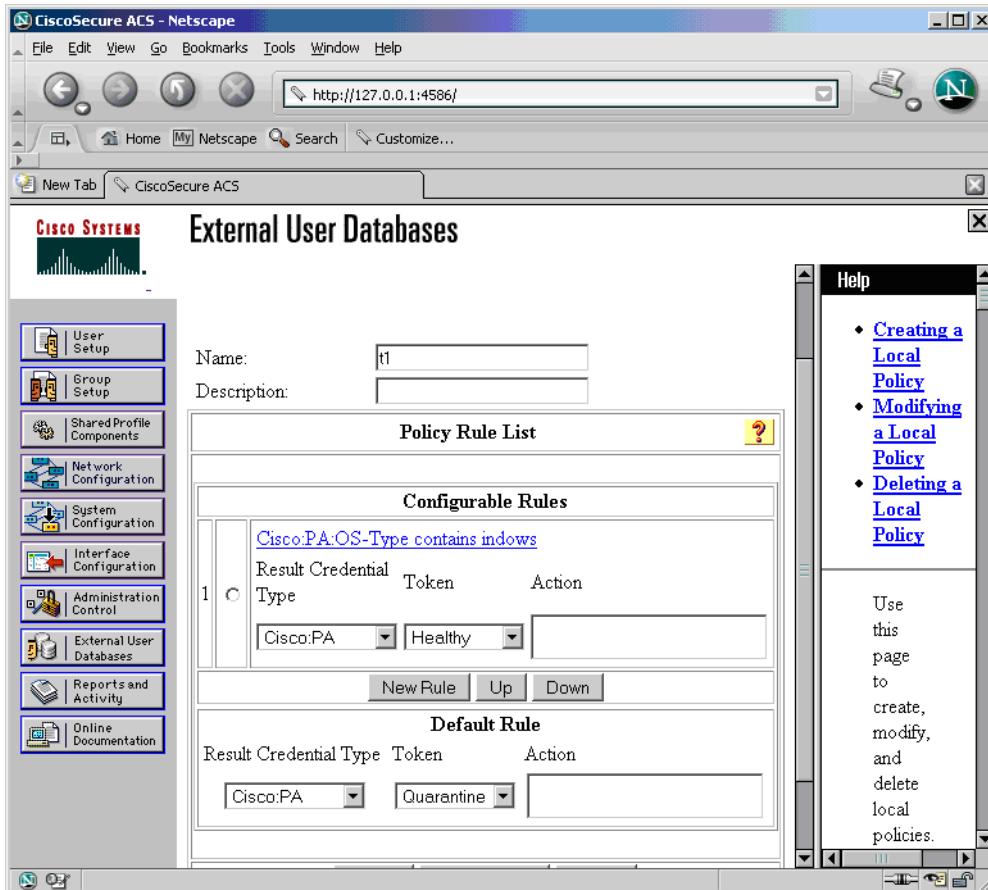 CiscoSecure ACS - Netscape
File Edit View Go Bookmarks Tools Window Help
http://127.0.0.1:4586/
Home My Netscape Search Customize...
New Tab CiscoSecure ACS
CISCO SYSTEMS
External User Databases
User Setup
Group Setup
Shared Profile Components
Network Configuration
System Configuration
Interface Configuration
Administration Control
External User Databases
Reports and Activity
Online Documentation
Name: t1
Description:
Policy Rule List ?
Configurable Rules
Cisco:PA:OS-Type contains indows
1 Result Credential Type Token Action
Cisco:PA Healthy
New Rule Up Down
Default Rule
Result Credential Type Token Action
Cisco:PA Quarantine
Help
Creating a
Local
Policy
Modifying
a Local
Policy
Deleting a
Local
Policy
Use
this
page
to
create,
modify,
and
delete
local
policies.